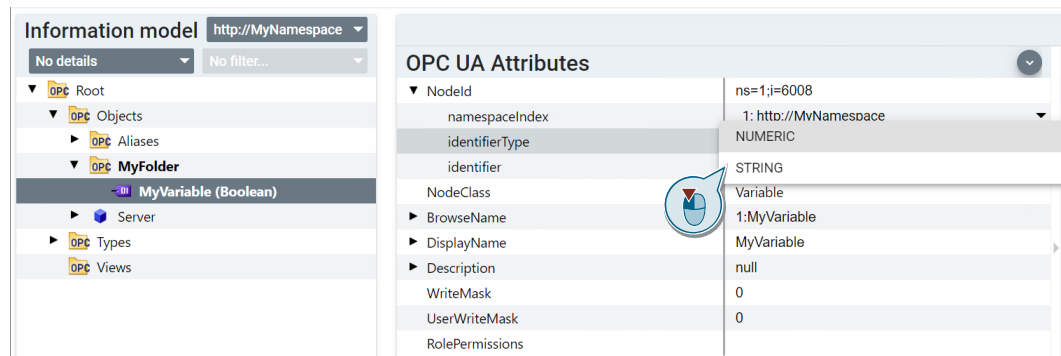 Information model http://MyNamespace
No details No filter...
OPC Root
OPC Objects
OPC Aliases
OPC MyFolder
DI MyVariable (Boolean)
Server
OPC Types
OPC Views
OPC UA Attributes
NodeId ns=1;i=6008
namespaceIndex 1: http://MyNamespace
identifierType NUMERIC
identifier STRING
NodeClass Variable
BrowseName 1:MyVariable
DisplayName MyVariable
Description null
WriteMask 0
UserWriteMask 0
RolePermissions